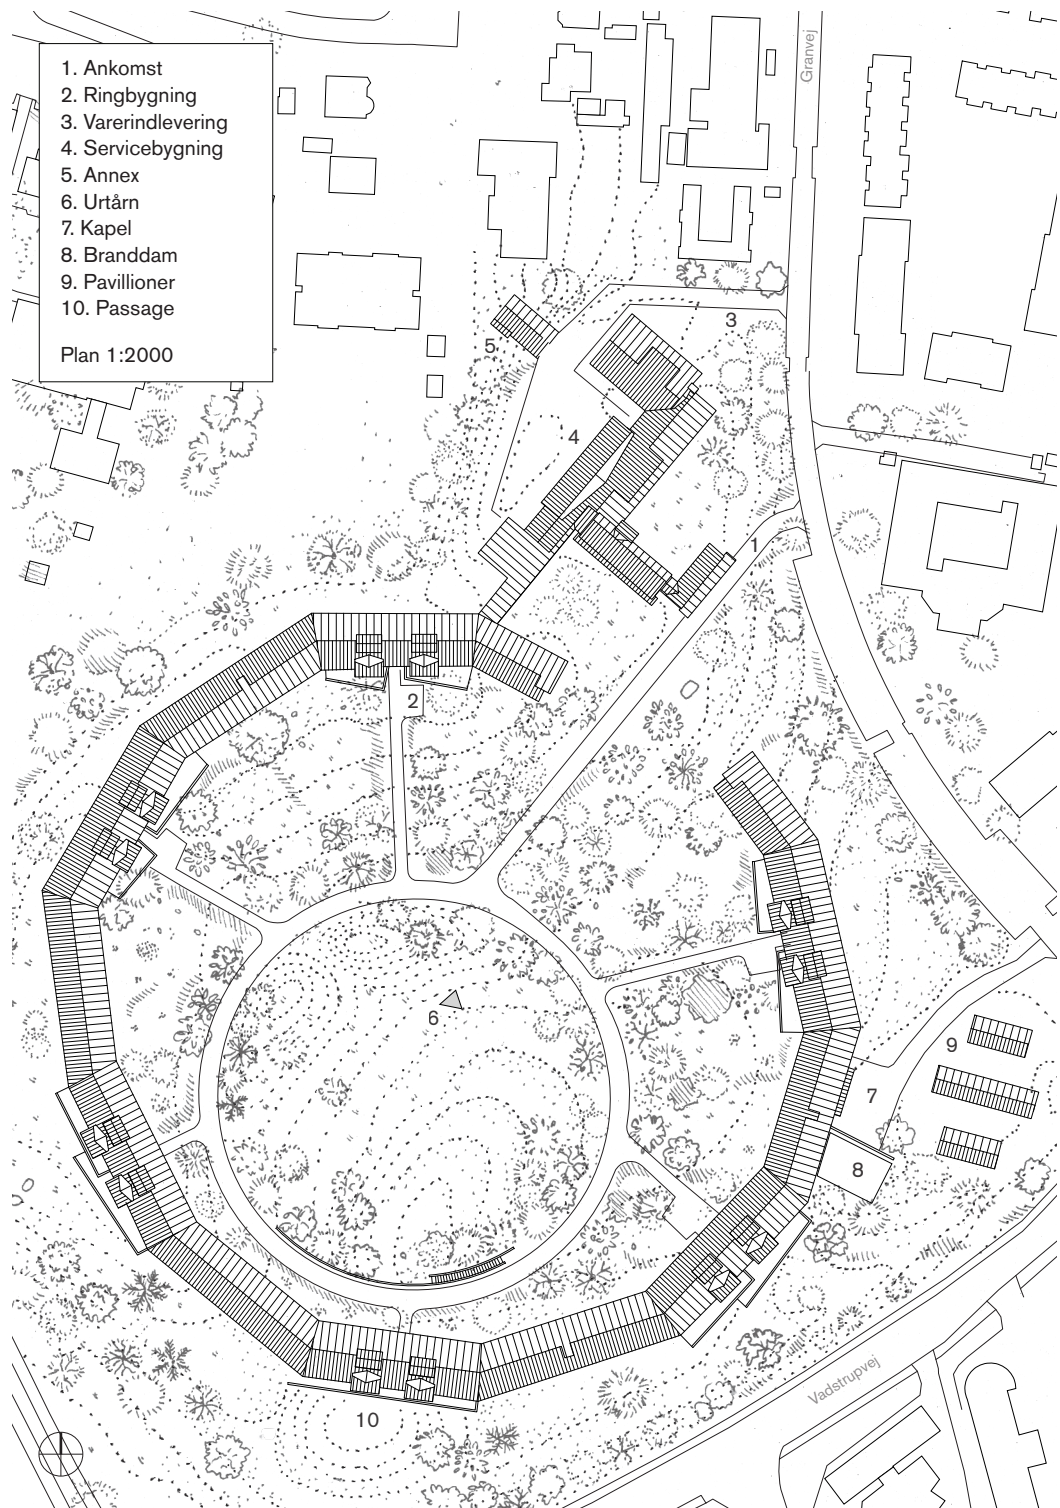 1. Ankomst
2. Ringbygning
3. Varerindlevering
4. Servicebygning
5. Annex
6. Urtårn
7. Kapel
8. Branddam
9. Pavillioner
10. Passage
Plan 1:2000
Granvej
3
5
4
1
2
6
9
7
8
Vadstrupvej
10